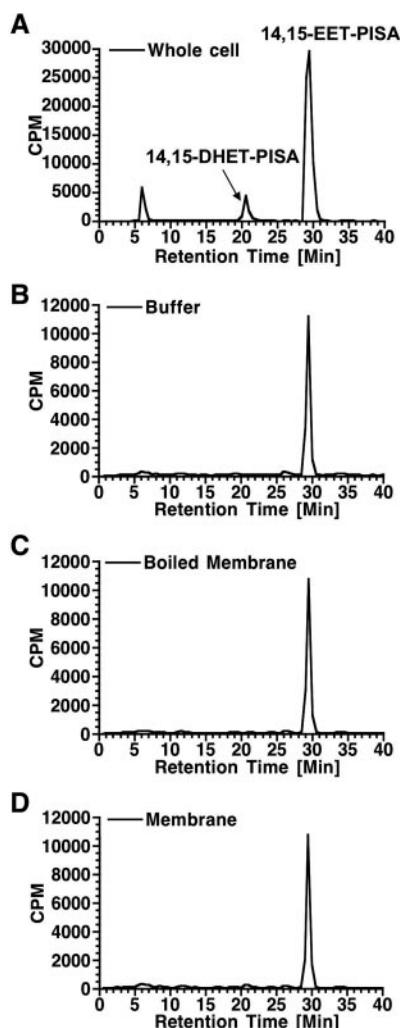 A
14,15-EET-PISA
30000
Whole cell
25000
20000
CPM
15000
14,15-DHET-PISA
10000
5000
0
0 5 10 15 20 25 30 35 40
Retention Time [Min]
B
12000
Buffer
10000
8000
CPM
6000
4000
2000
0
0 5 10 15 20 25 30 35 40
Retention Time [Min]
C
12000
Boiled Membrane
10000
8000
CPM
6000
4000
2000
0
0 5 10 15 20 25 30 35 40
Retention Time [Min]
D
12000
Membrane
10000
8000
CPM
6000
4000
2000
0
0 5 10 15 20 25 30 35 40
Retention Time [Min]